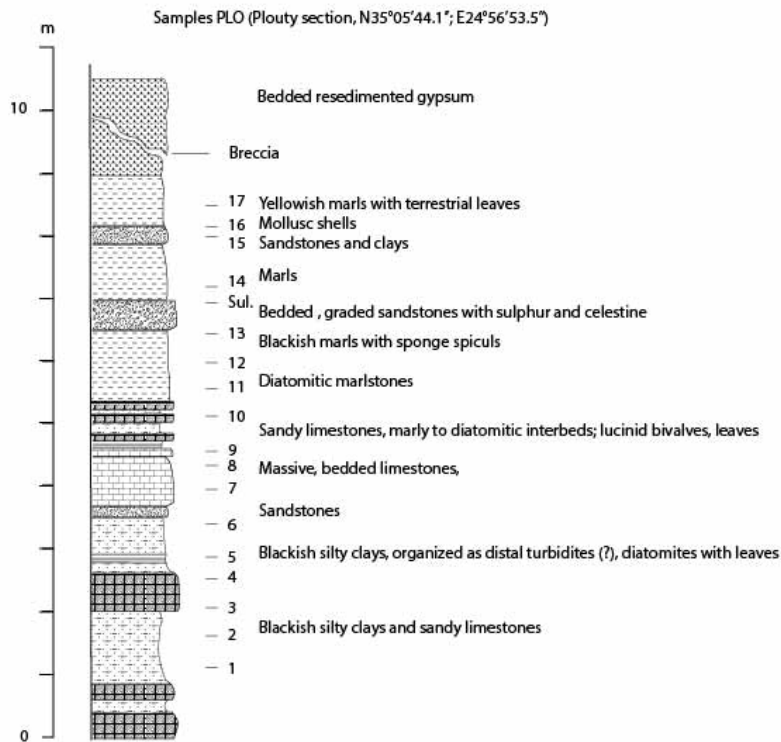 Samples PLO (Plouty section, N35°05'44.1"; E24°56'53.5")
m
Bedded resedimented gypsum
10
Breccia
17 Yellowish marls with terrestrial leaves
16 Mollusc shells
15 Sandstones and clays
14 Marls
Sul. Bedded , graded sandstones with sulphur and celestine
13 Blackish marls with sponge spiculs
12
11 Diatomitic marlstones
10
Sandy limestones, marly to diatomitic interbeds; lucinid bivalves, leaves
9
8 Massive, bedded limestones,
7
Sandstones
6
5 Blackish silty clays, organized as distal turbidites (?), diatomites with leaves
4
3
2 Blackish silty clays and sandy limestones
1
0